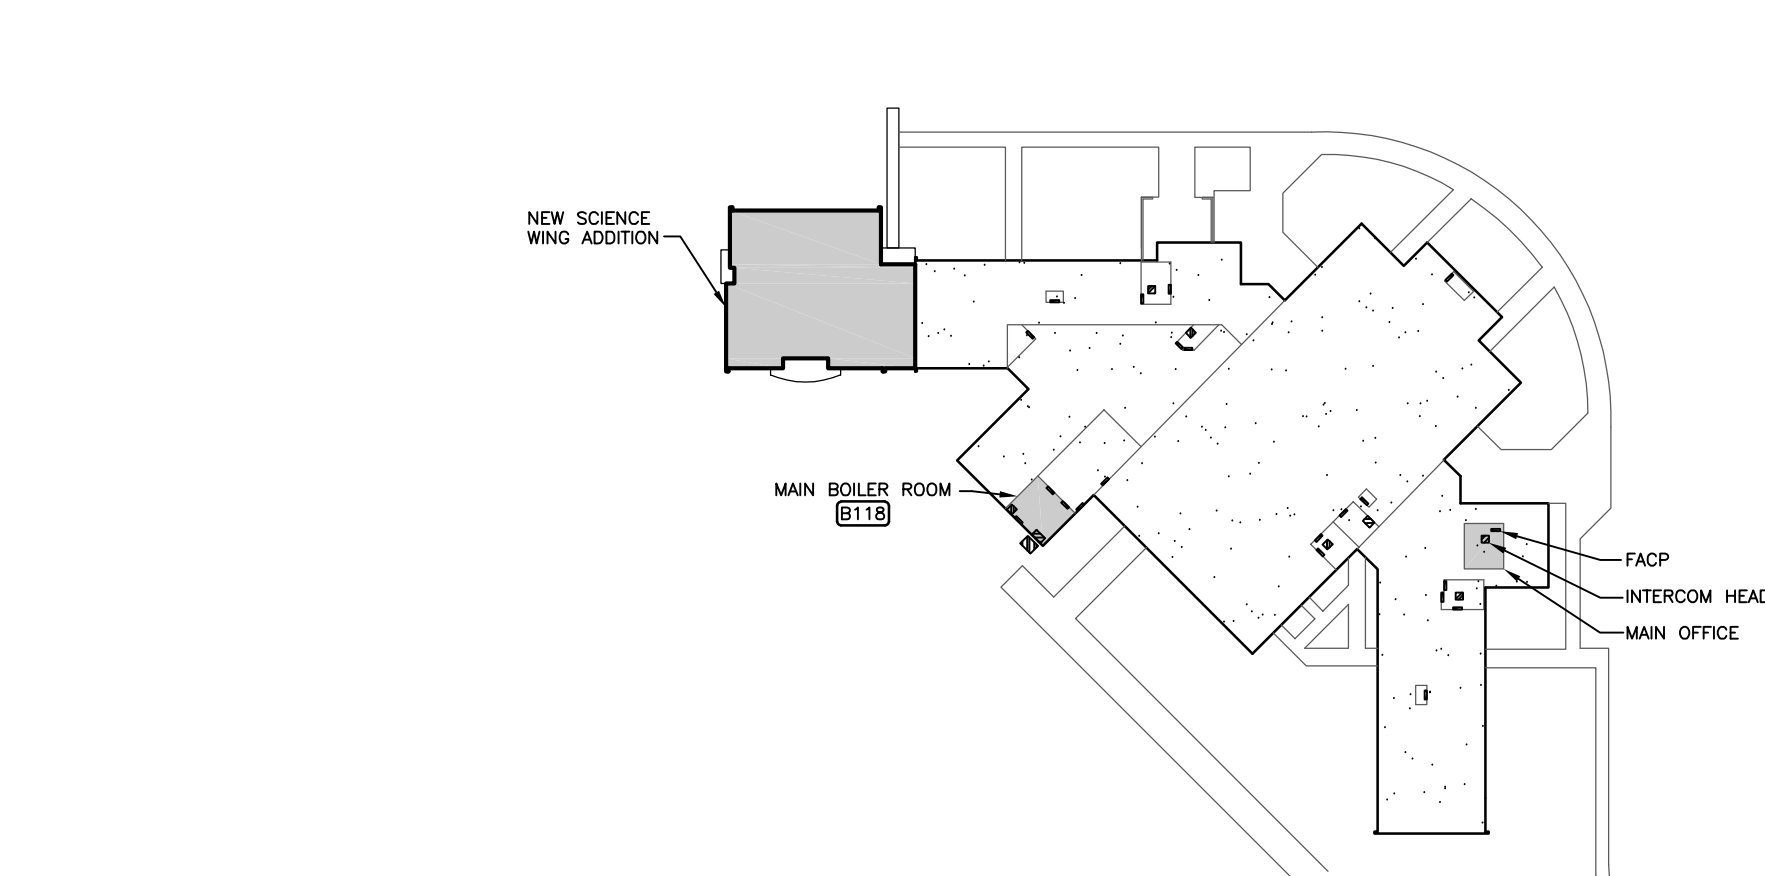 NEW SCIENCE
WING ADDITION
MAIN BOILER ROOM
B118
FACP
INTERCOM HEAD
MAIN OFFICE